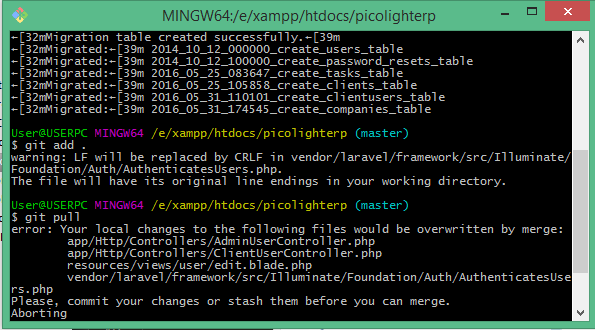 MINGW64:/e/xampp/htdocs/picolighterp
←[32mMigration table created successfully.←[39m
←[32mMigrated:←[39m 2014_10_12_000000_create_users_table
←[32mMigrated:←[39m 2014_10_12_100000_create_password_resets_table
←[32mMigrated:←[39m 2016_05_25_083647_create_tasks_table
←[32mMigrated:←[39m 2016_05_25_105858_create_clients_table
←[32mMigrated:←[39m 2016_05_31_110101_create_clientusers_table
←[32mMigrated:←[39m 2016_05_31_174545_create_companies_table
User@USERPC MINGW64 /e/xampp/htdocs/picolighterp (master)
$ git add .
warning: LF will be replaced by CRLF in vendor/laravel/framework/src/Illuminate/
Foundation/Auth/AuthenticatesUsers.php.
The file will have its original line endings in your working directory.
User@USERPC MINGW64 /e/xampp/htdocs/picolighterp (master)
$ git pull
error: Your local changes to the following files would be overwritten by merge:
app/Http/Controllers/AdminUserController.php
app/Http/Controllers/ClientUserController.php
resources/views/user/edit.blade.php
vendor/laravel/framework/src/Illuminate/Foundation/Auth/AuthenticatesUse
rs.php
Please, commit your changes or stash them before you can merge.
Aborting